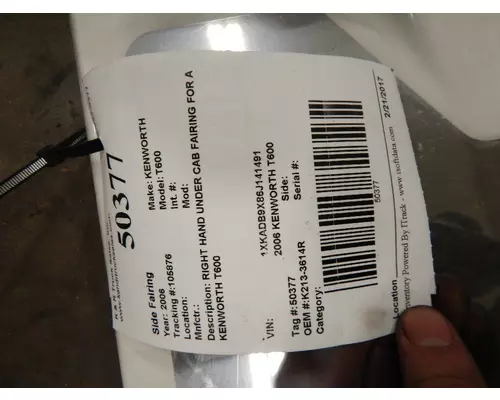 50377
Side Fairing
Year: 2006 Make: KENWORTH
Tracking #:105876 Model: T600
Location: Int. #:
Mnfctr.: Mod:
Description: RIGHT HAND UNDER CAB FAIRING FOR A
KENWORTH T600
VIN: 1XKADB9X86J141491
2006 KENWORTH T600
Tag #:50377 Side:
OEM #:K213-3614R Serial#:
Category:
50377
Location
Inventory Powered By ITrack - www.isoftdata.com 2/21/2017